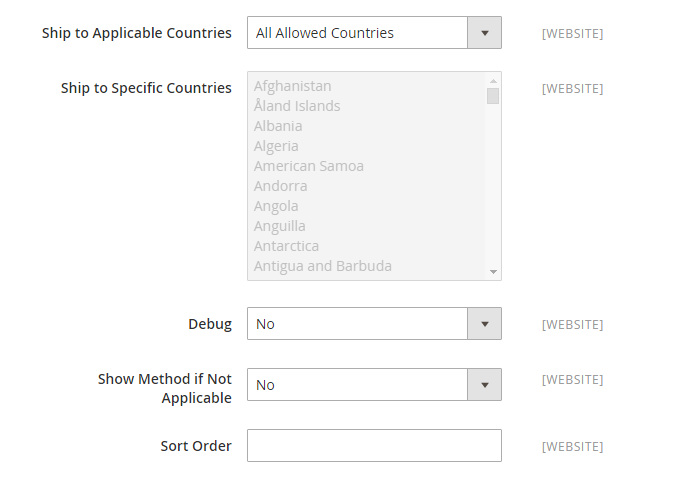 Ship to Applicable Countries All Allowed Countries [WEBSITE]
Ship to Specific Countries Afghanistan [WEBSITE]
Åland Islands
Albania
Algeria
American Samoa
Andorra
Angola
Anguilla
Antarctica
Antigua and Barbuda
Debug No [WEBSITE]
Show Method if Not
Applicable No [WEBSITE]
Sort Order [WEBSITE]